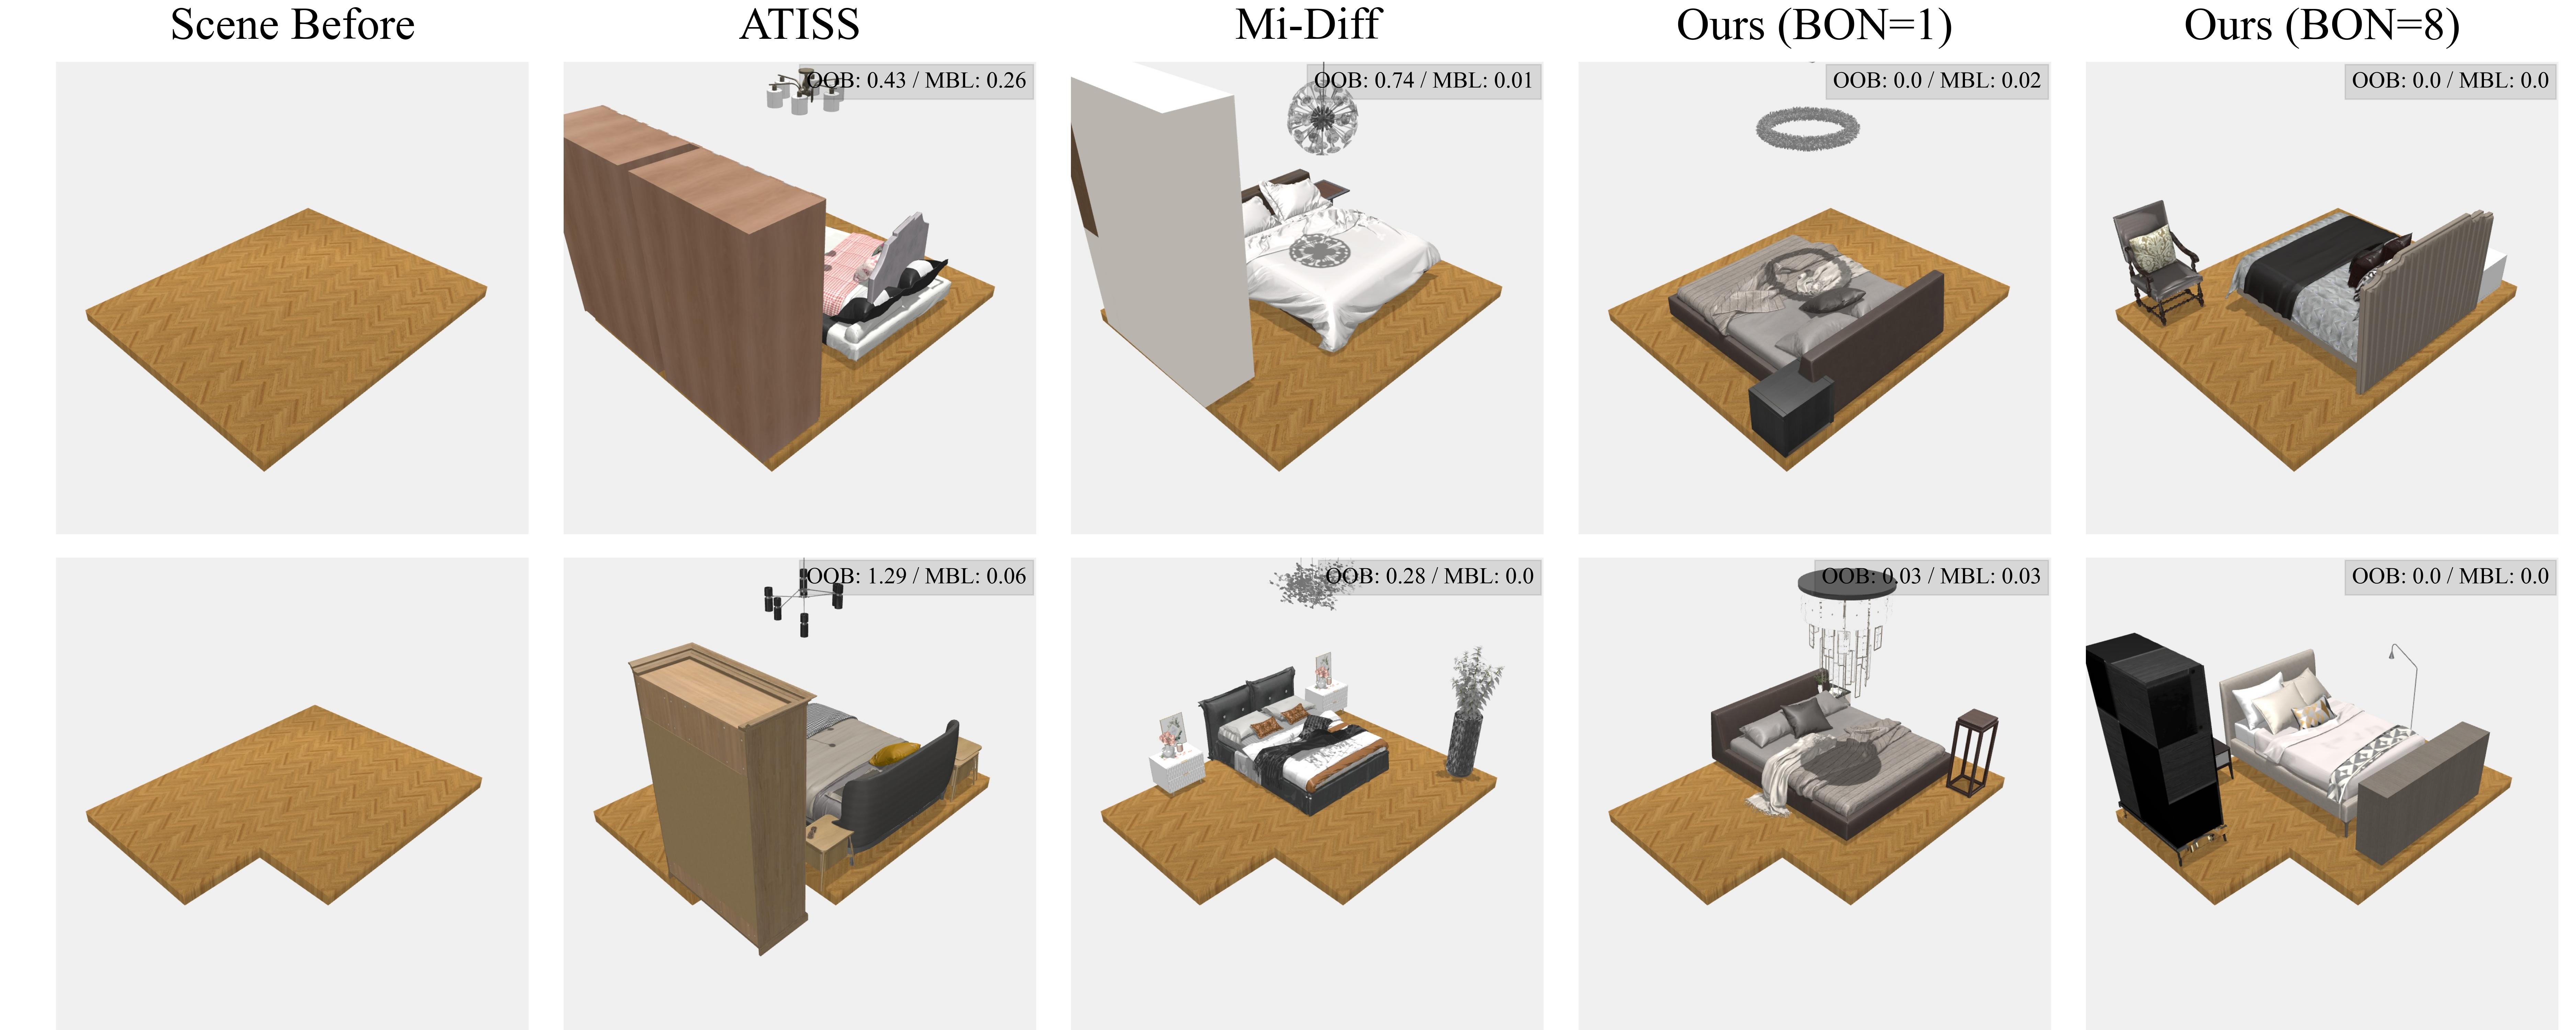 Scene Before
ATISS
Mi-Diff
Ours (BON=1)
Ours (BON=8)
OOB: 0.43 / MBL: 0.26
OOB: 0.74 / MBL: 0.01
OOB: 0.0 / MBL: 0.02
OOB: 0.0 / MBL: 0.0
OOB: 1.29 / MBL: 0.06
OOB: 0.28 / MBL: 0.0
OOB: 0.03 / MBL: 0.03
OOB: 0.0 / MBL: 0.0